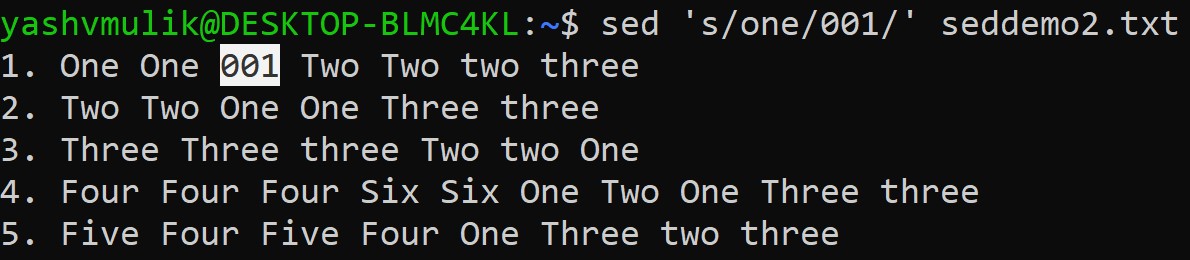 yashvmulik@DESKTOP-BLMC4KL:~$ sed 's/one/001/' seddemo2.txt
1. One One 001 Two Two two three
2. Two Two One One Three three
3. Three Three three Two two One
4. Four Four Four Six Six One Two One Three three
5. Five Four Five Four One Three two three